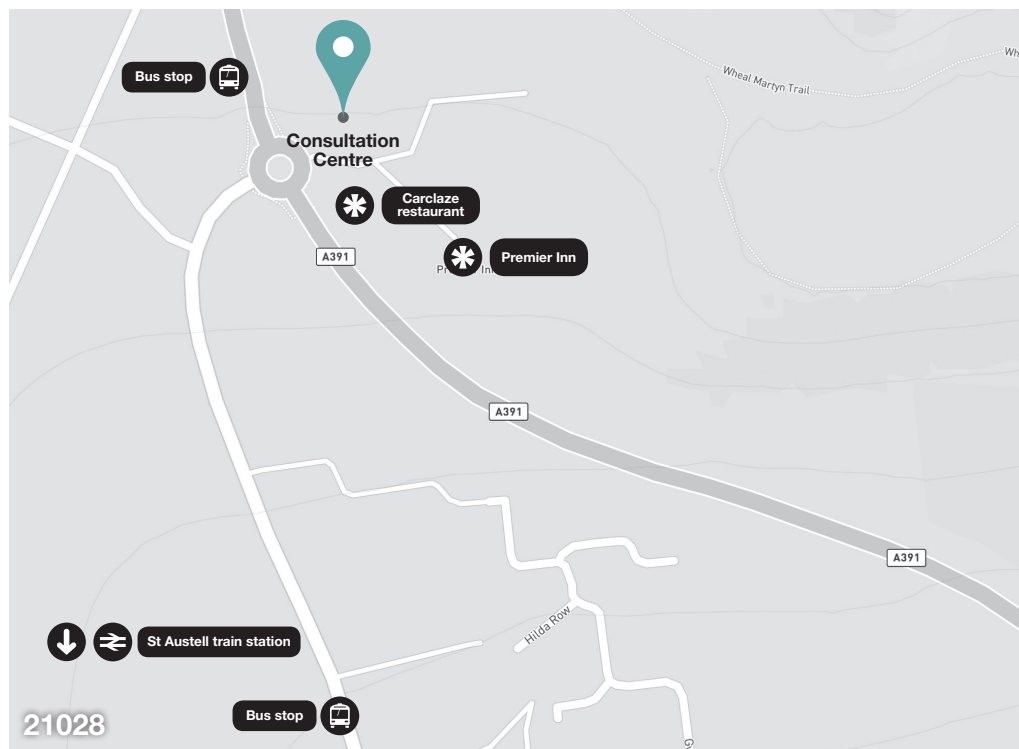 Wheal Martyn Trail
Wh
Bus stop
Consultation
Centre
Carclaze
restaurant
A391
Premier Inn
A391
A391
Hilda Row
St Austell train station
Bus stop
21028